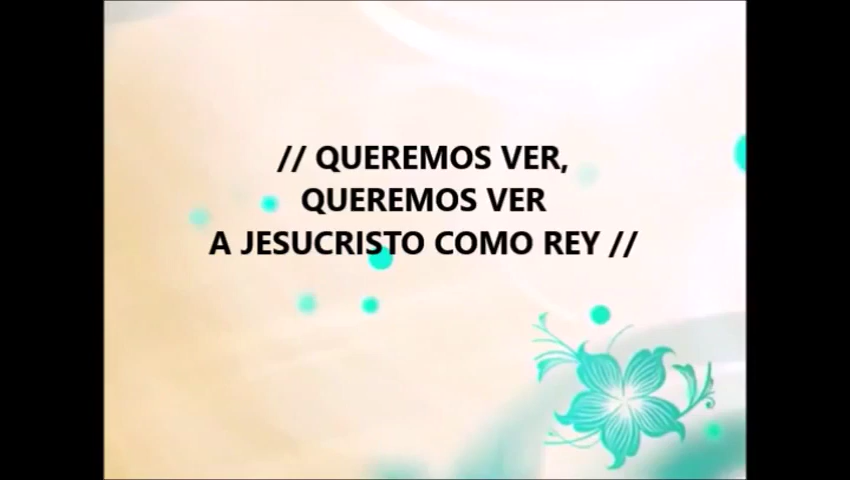 // QUEREMOS VER,
QUEREMOS VER
A JESUCRISTO COMO REY //